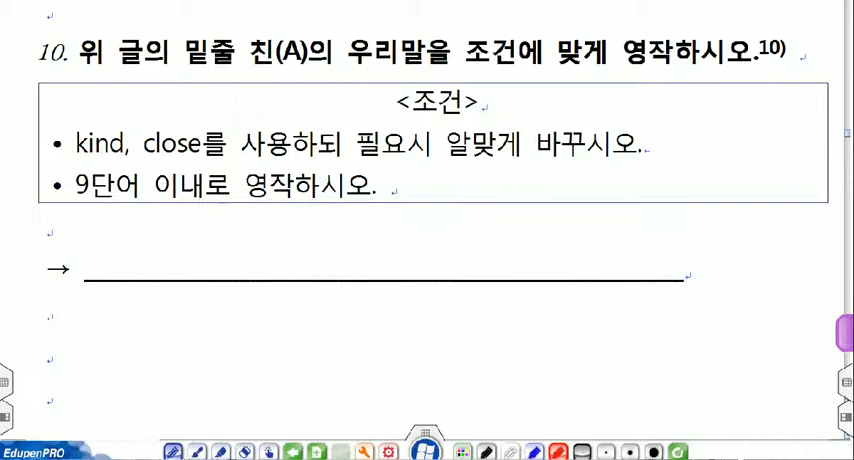 10. 위 글의 밑줄 친(A)의 우리말을 조건에 맞게 영작하시오.10)
<조건>
• kind, close를 사용하되 필요시 알맞게 바꾸시오.
• 9단어 이내로 영작하시오.
→
EdupenPRO